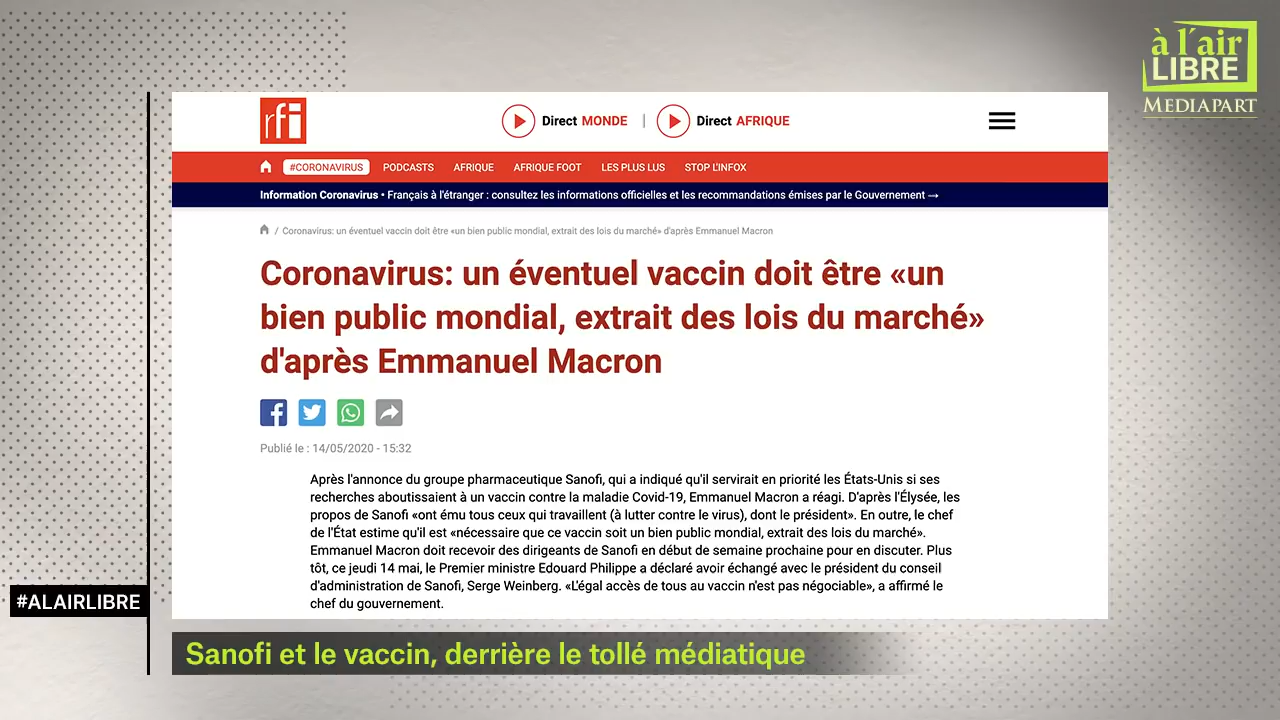 à l'air
LIBRE
MEDIAPART
rfi
Direct MONDE | Direct AFRIQUE
#CORONAVIRUS PODCASTS AFRIQUE AFRIQUE FOOT LES PLUS LUS STOP L'INFOX
Information Coronavirus • Français à l'étranger : consultez les informations officielles et les recommandations émises par le Gouvernement →
/ Coronavirus: un éventuel vaccin doit être «un bien public mondial, extrait des lois du marché» d'après Emmanuel Macron
Coronavirus: un éventuel vaccin doit être «un
bien public mondial, extrait des lois du marché»
d'après Emmanuel Macron
Publié le : 14/05/2020 - 15:32
Après l'annonce du groupe pharmaceutique Sanofi, qui a indiqué qu'il servirait en priorité les États-Unis si ses
recherches aboutissaient à un vaccin contre la maladie Covid-19, Emmanuel Macron a réagi. D'après l'Élysée, les
propos de Sanofi «ont ému tous ceux qui travaillent (à lutter contre le virus), dont le président». En outre, le chef
de l'État estime qu'il est «nécessaire que ce vaccin soit un bien public mondial, extrait des lois du marché».
Emmanuel Macron doit recevoir des dirigeants de Sanofi en début de semaine prochaine pour en discuter. Plus
tôt, ce jeudi 14 mai, le Premier ministre Edouard Philippe a déclaré avoir échangé avec le président du conseil
d'administration de Sanofi, Serge Weinberg. «L'égal accès de tous au vaccin n'est pas négociable», a affirmé le
chef du gouvernement.
#ALAIRLIBRE
Sanofi et le vaccin, derrière le tollé médiatique